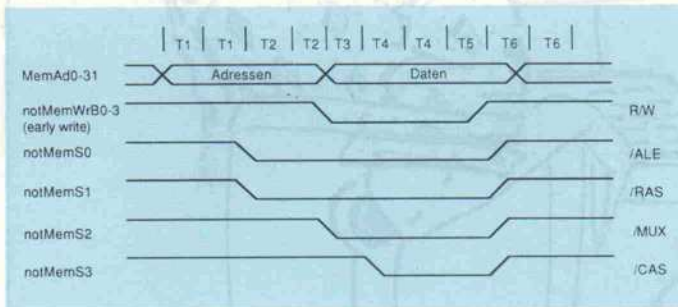 | T1 | T1 | T2 | T2 | T3 | T4 | T4 | T5 | T6 | T6 |
MemAd0-31 Adressen Daten
notMemWrB0-3 R/W
(early write)
notMemS0 /ALE
notMemS1 /RAS
notMemS2 /MUX
notMemS3 /CAS